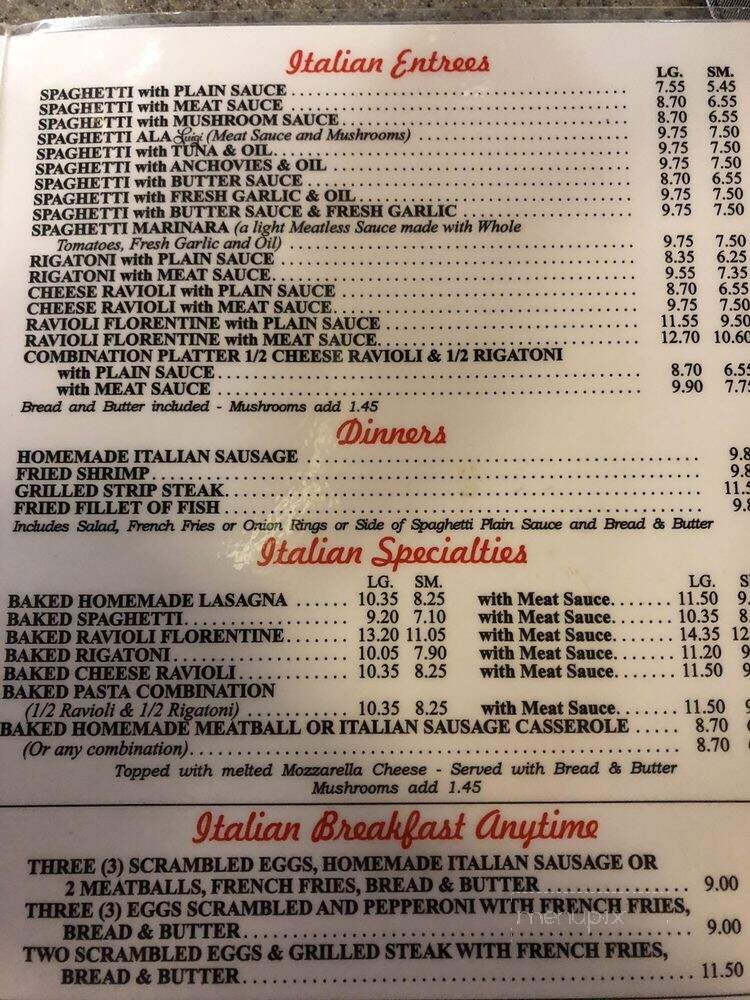 Italian Entrees
LG. SM.
SPAGHETTI with PLAIN SAUCE 7.55 5.45
SPAGHETTI with MEAT SAUCE 8.70 6.55
SPAGHETTI with MUSHROOM SAUCE 8.70 6.55
SPAGHETTI ALA Luigi (Meat Sauce and Mushrooms) 9.75 7.50
SPAGHETTI with TUNA & OIL 9.75 7.50
SPAGHETTI with ANCHOVIES & OIL 9.75 7.50
SPAGHETTI with BUTTER SAUCE 8.70 6.55
SPAGHETTI with FRESH GARLIC & OIL 9.75 7.50
SPAGHETTI with BUTTER SAUCE & FRESH GARLIC 9.75 7.50
SPAGHETTI MARINARA (a light Meatless Sauce made with Whole
Tomatoes, Fresh Garlic and Oil) 9.75 7.50
RIGATONI with PLAIN SAUCE 8.35 6.25
RIGATONI with MEAT SAUCE 9.55 7.35
CHEESE RAVIOLI with PLAIN SAUCE 8.70 6.55
CHEESE RAVIOLI with MEAT SAUCE 9.75 7.50
RAVIOLI FLORENTINE with PLAIN SAUCE 11.55 9.50
RAVIOLI FLORENTINE with MEAT SAUCE 12.70 10.60
COMBINATION PLATTER 1/2 CHEESE RAVIOLI & 1/2 RIGATONI
with PLAIN SAUCE 8.70 6.55
with MEAT SAUCE 9.90 7.75
Bread and Butter included - Mushrooms add 1.45
Dinners
HOMEMADE ITALIAN SAUSAGE 9.8
FRIED SHRIMP 9.8
GRILLED STRIP STEAK 11.5
FRIED FILLET OF FISH 9.8
Includes Salad, French Fries or Onion Rings or Side of Spaghetti Plain Sauce and Bread & Butter
Italian Specialties
LG. SM. LG. S
BAKED HOMEMADE LASAGNA 10.35 8.25 with Meat Sauce 11.50 9.
BAKED SPAGHETTI 9.20 7.10 with Meat Sauce 10.35 8.
BAKED RAVIOLI FLORENTINE 13.20 11.05 with Meat Sauce 14.35 12
BAKED RIGATONI 10.05 7.90 with Meat Sauce 11.20 9
BAKED CHEESE RAVIOLI 10.35 8.25 with Meat Sauce 11.50 9
BAKED PASTA COMBINATION
(1/2 Ravioli & 1/2 Rigatoni) 10.35 8.25 with Meat Sauce 11.50 9
BAKED HOMEMADE MEATBALL OR ITALIAN SAUSAGE CASSEROLE 8.70
(Or any combination) 8.70
Topped with melted Mozzarella Cheese - Served with Bread & Butter
Mushrooms add 1.45
Italian Breakfast Anytime
THREE (3) SCRAMBLED EGGS, HOMEMADE ITALIAN SAUSAGE OR
2 MEATBALLS, FRENCH FRIES, BREAD & BUTTER 9.00
THREE (3) EGGS SCRAMBLED AND PEPPERONI WITH FRENCH FRIES,
BREAD & BUTTER 9.00
menupix
TWO SCRAMBLED EGGS & GRILLED STEAK WITH FRENCH FRIES,
BREAD & BUTTER 11.50